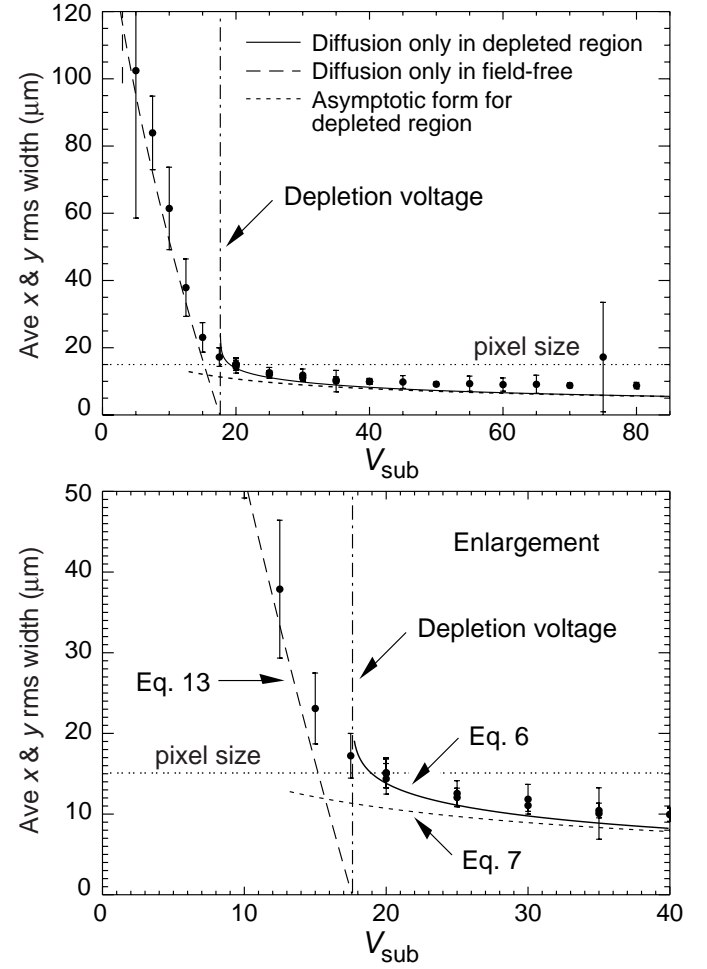 120
100
80
60
40
20
0
Ave x & y rms width (μm)
Diffusion only in depleted region
Diffusion only in field-free
Asymptotic form for
depleted region
Depletion voltage
pixel size
0 20 40 60 80
Vsub
50
40
30
20
10
0
Ave x & y rms width (μm)
Enlargement
Depletion voltage
Eq. 13
Eq. 6
pixel size
Eq. 7
0 10 20 30 40
Vsub